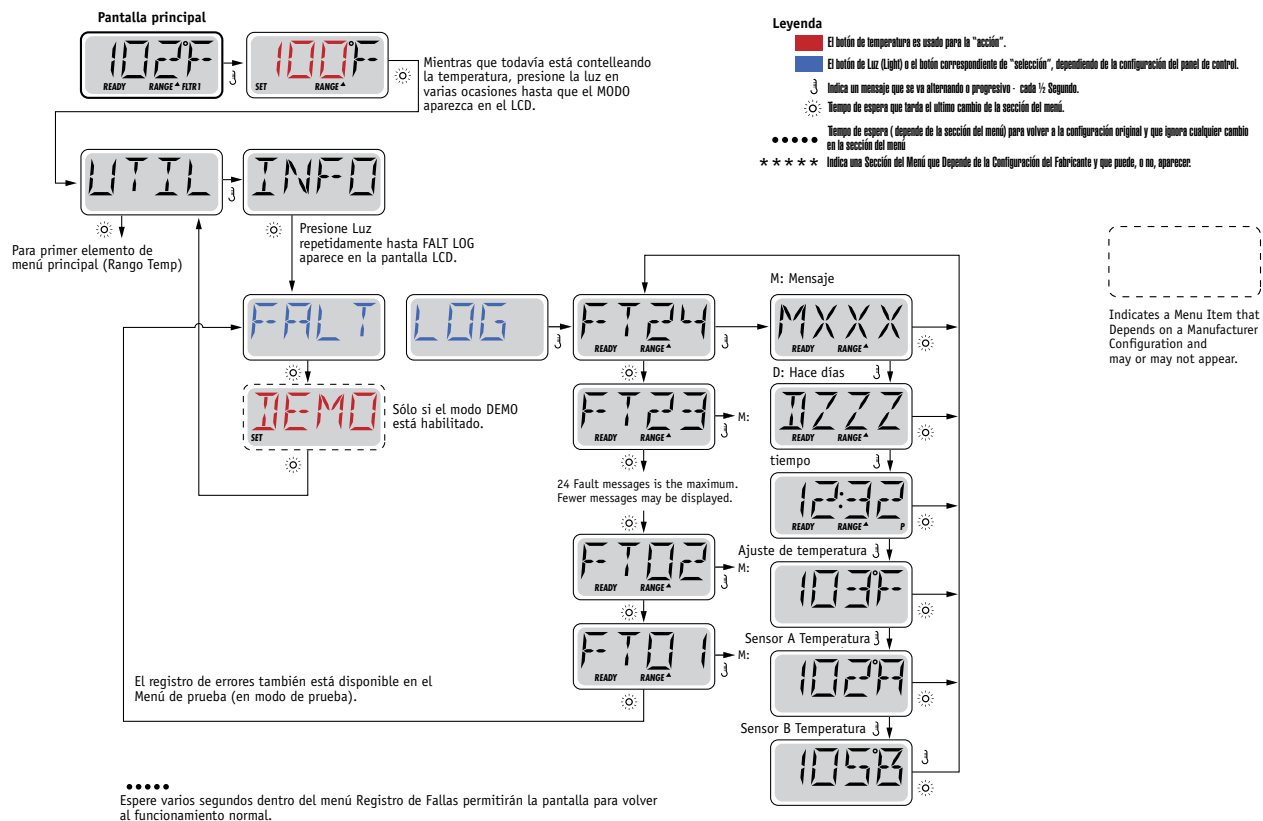 Pantalla principal
102°F
READY RANGE FLTR1
100°F
SET RANGE
Mientras que todavía está contelleando
la temperatura, presione la luz en
varias ocasiones hasta que el MODO
aparezca en el LCD.
Leyenda
El botón de temperatura es usado para la "acción".
El botón de Luz (Light) o el botón correspondiente de "selección", dependiendo de la configuración del panel de control.
Indica un mensaje que se va alternando o progresivo - cada ½ Segundo.
Tiempo de espera que tarda el ultimo cambio de la sección del menú.
Tiempo de espera ( depende de la sección del menú) para volver a la configuración original y que ignora cualquier cambio
en la sección del menú
***** Indica una Sección del Menú que Depende de la Configuración del Fabricante y que puede, o no, aparecer.
UTIL
INFO
Para primer elemento de
menú principal (Rango Temp)
Presione Luz
repetidamente hasta FALT LOG
aparece en la pantalla LCD.
Indicates a Menu Item that
Depends on a Manufacturer
Configuration and
may or may not appear.
FALT
LOG
FT24
READY RANGE
M: Mensaje
MXXX
READY RANGE
DEMO
SET
Sólo si el modo DEMO
está habilitado.
FT23
READY RANGE
M:
D: Hace días
DZZZ
READY RANGE
24 Fault messages is the maximum.
Fewer messages may be displayed.
tiempo
12:32
READY RANGE P
FT02
READY RANGE
M:
Ajuste de temperatura
103°F
FT01
READY RANGE
M:
Sensor A Temperatura
102°A
El registro de errores también está disponible en el
Menú de prueba (en modo de prueba).
Sensor B Temperatura
105°B
Espere varios segundos dentro del menú Registro de Fallas permitirán la pantalla para volver
al funcionamiento normal.